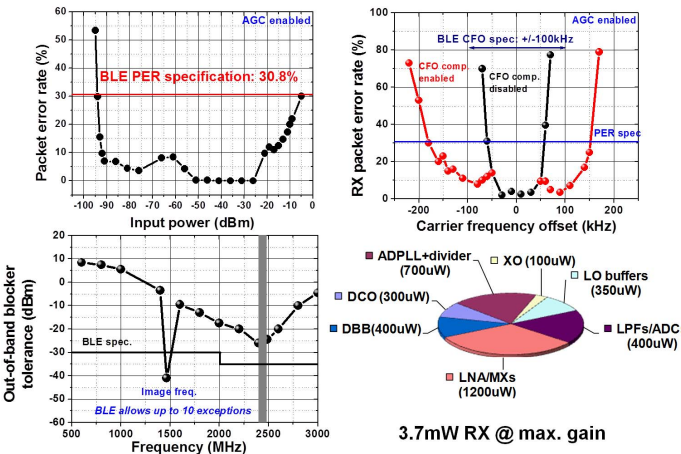 AGC enabled
BLE PER specification: 30.8%
Packet error rate (%)
60
50
40
30
20
10
0
-100 -90 -80 -70 -60 -50 -40 -30 -20 -10 0
Input power (dBm)
AGC enabled
BLE CFO spec: +/-100kHz
CFO comp.
enabled
CFO comp.
disabled
PER spec
RX packet error rate (%)
100
80
60
40
20
0
-200 -100 0 100 200
Carrier frequency offset (kHz)
Out-of-band blocker
tolerance (dBm)
20
10
0
-10
-20
-30
-40
-50
-60
BLE spec.
Image freq.
BLE allows up to 10 exceptions
500 1000 1500 2000 2500 3000
Frequency (MHz)
ADPLL+divider
(700uW)
XO (100uW)
LO buffers
(350uW)
DCO (300uW)
DBB(400uW)
LPFs/ADC
(400uW)
LNA/MXs
(1200uW)
3.7mW RX @ max. gain